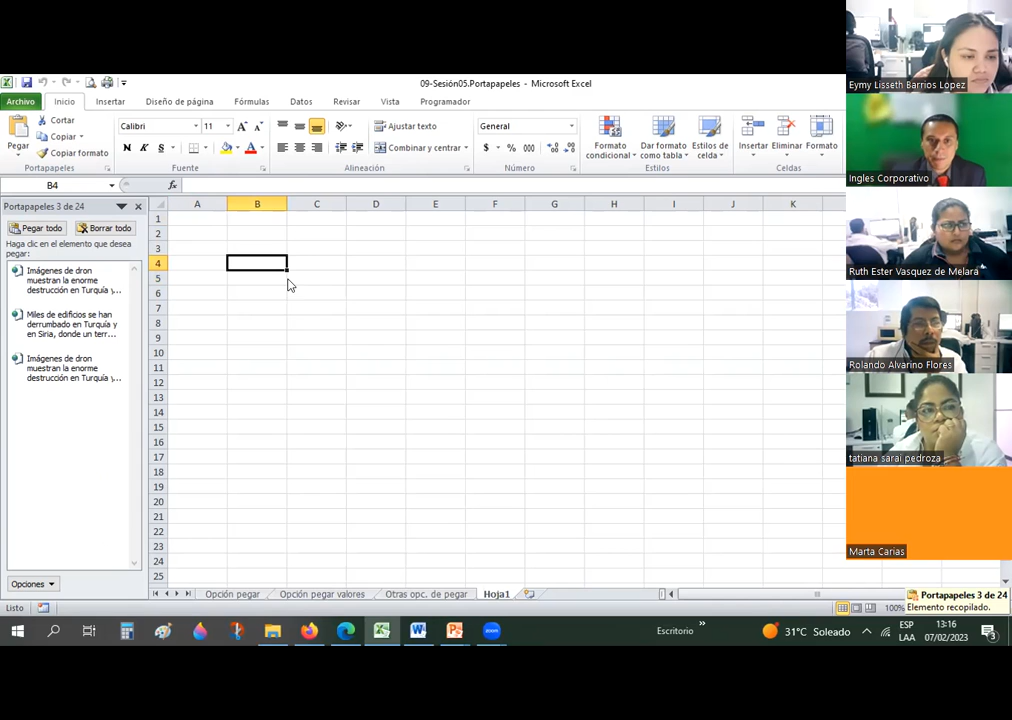 09-Sesión05.Portapapeles - Microsoft Excel
Archivo Inicio Insertar Diseño de página Fórmulas Datos Revisar Vista Programador
Pegar
Cortar
Copiar
Copiar formato
Portapapeles
Calibri 11
N K S
Fuente
Ajustar texto
Combinar y centrar
Alineación
General
$ % 000
Número
Formato condicional
Dar formato como tabla
Estilos de celda
Estilos
Insertar Eliminar Formato
Celdas
B4 fx
Portapapeles 3 de 24
Pegar todo Borrar todo
Haga clic en el elemento que desea
pegar:
Imágenes de dron
muestran la enorme
destrucción en Turquía y...
Miles de edificios se han
derrumbado en Turquía y
en Siria, donde un terr...
Imágenes de dron
muestran la enorme
destrucción en Turquía y...
Opciones
A B C D E F G H I J K
1
2
3
4
5
6
7
8
9
10
11
12
13
14
15
16
17
18
19
20
21
22
23
24
25
Opción pegar Opción pegar valores Otras opc. de pegar Hoja1
Listo
100%
Portapapeles 3 de 24
Elemento recopilado.
Escritorio
31°C Soleado
ESP
LAA
13:16
07/02/2023
3
Eymy Lisseth Barrios López
Ingles Corporativo
Ruth Ester Vasquez de Melara
Rolando Alvarino Flores
tatiana sarai pedroza
Marta Carias